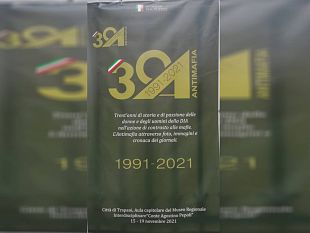 30
1991-2021
ANTIMAFIA
Trent'anni di storia e di passione delle
donne e degli uomini della DIA
nell'azione di contrasto alle mafie.
L'Antimafia attraverso foto, immagini e
cronaca dei giornali.
1991-2021
Città di Trapani, Aula capitolare del Museo Regionale
Interdisciplinare "Conte Agostino Pepoli"
15 - 19 novembre 2021